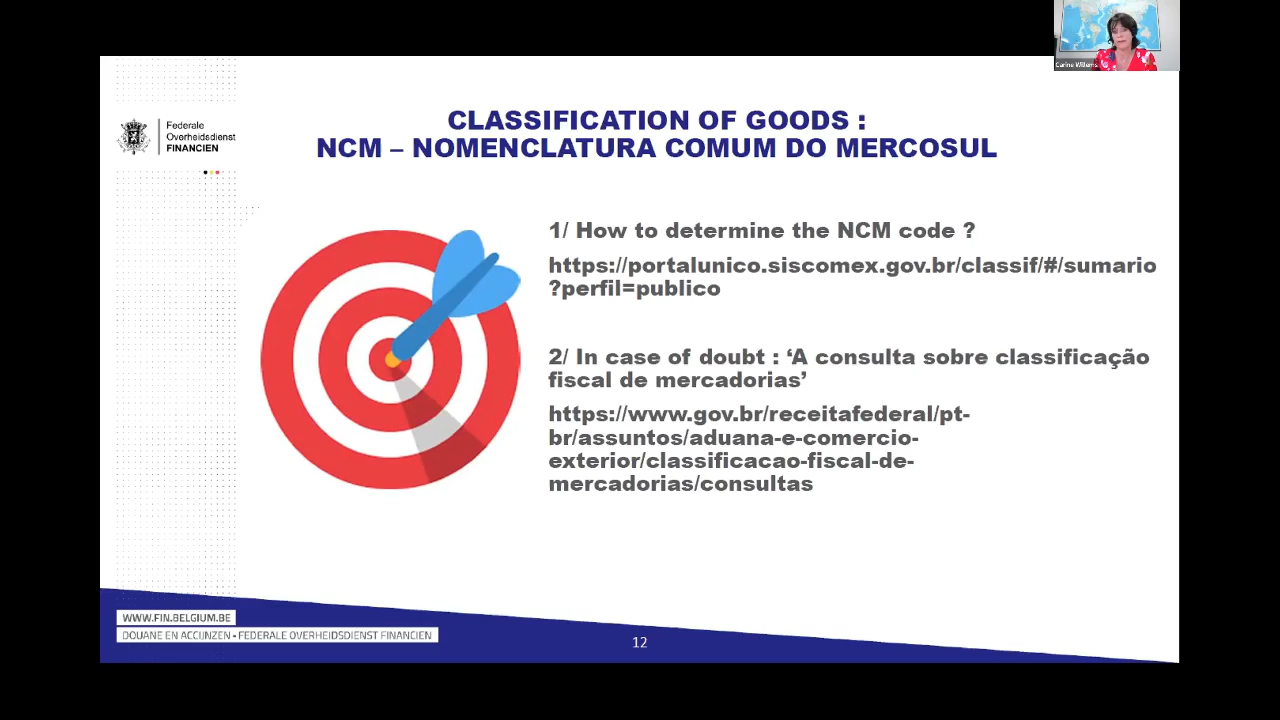 Carine Willems
Federale
Overheidsdienst
FINANCIEN
CLASSIFICATION OF GOODS :
NCM – NOMENCLATURA COMUM DO MERCOSUL
1/ How to determine the NCM code ?
https://portalunico.siscomex.gov.br/classif/#/sumario
?perfil=publico
2/ In case of doubt : ‘A consulta sobre classificação
fiscal de mercadorias’
https://www.gov.br/receitafederal/pt-
br/assuntos/aduana-e-comercio-
exterior/classificacao-fiscal-de-
mercadorias/consultas
WWW.FIN.BELGIUM.BE
DOUANE EN ACCIJNZEN • FEDERALE OVERHEIDSDIENST FINANCIEN
12